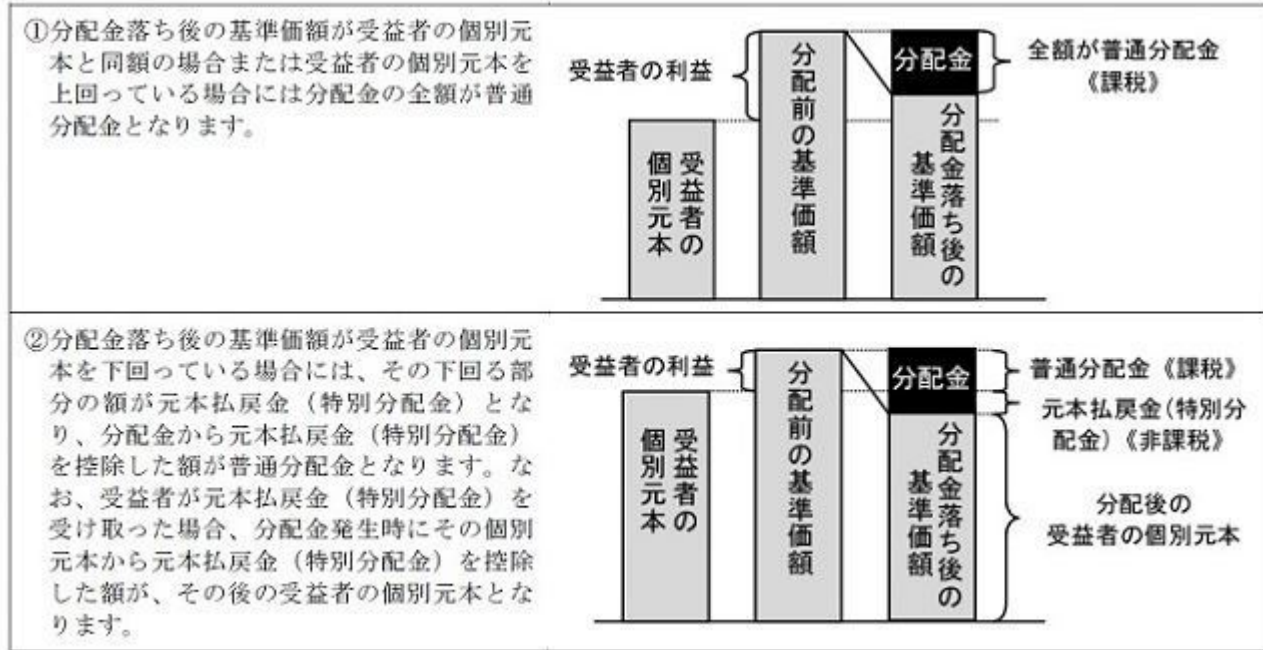 ①分配金落ち後の基準価額が受益者の個別元
本と同額の場合または受益者の個別元本を
上回っている場合には分配金の全額が普通
分配金となります。
受益者の利益
受益者の
個別元本
分配前の基準価額
分配金
分配金落ち後の
基準価額
全額が普通分配金
《課税》
②分配金落ち後の基準価額が受益者の個別元
本を下回っている場合には、その下回る部
分の額が元本払戻金（特別分配金）とな
り、分配金から元本払戻金（特別分配金）
を控除した額が普通分配金となります。な
お、受益者が元本払戻金（特別分配金）を
受け取った場合、分配金発生時にその個別
元本から元本払戻金（特別分配金）を控除
した額が、その後の受益者の個別元本とな
ります。
受益者の利益
受益者の
個別元本
分配前の基準価額
分配金
分配金落ち後の
基準価額
普通分配金《課税》
元本払戻金(特別分
配金)《非課税》
分配後の
受益者の個別元本